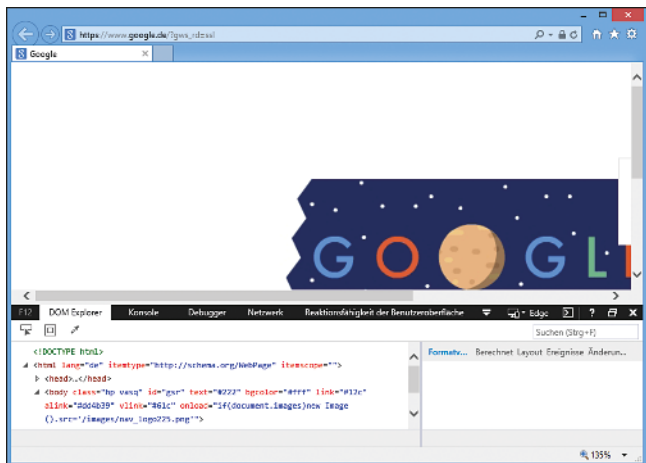 https://www.google.de/?gws_rd=ssl
Google
G O G L
F12 DOM Explorer Konsole Debugger Netzwerk Reaktionsfähigkeit der Benutzeroberfläche Edge ?
Suchen (Strg+F)
<!DOCTYPE html>
<html lang="de" itemtype="http://schema.org/WebPage" itemscope="">
<head>…</head>
<body class="hp vasq" id="gsr" text="#222" bgcolor="#fff" link="#12c"
alink="#dd4b39" vlink="#61c" onload="if(document.images)new Image
().src='/images/nav_logo225.png'">
Formatv... Berechnet Layout Ereignisse Änderun...
135%